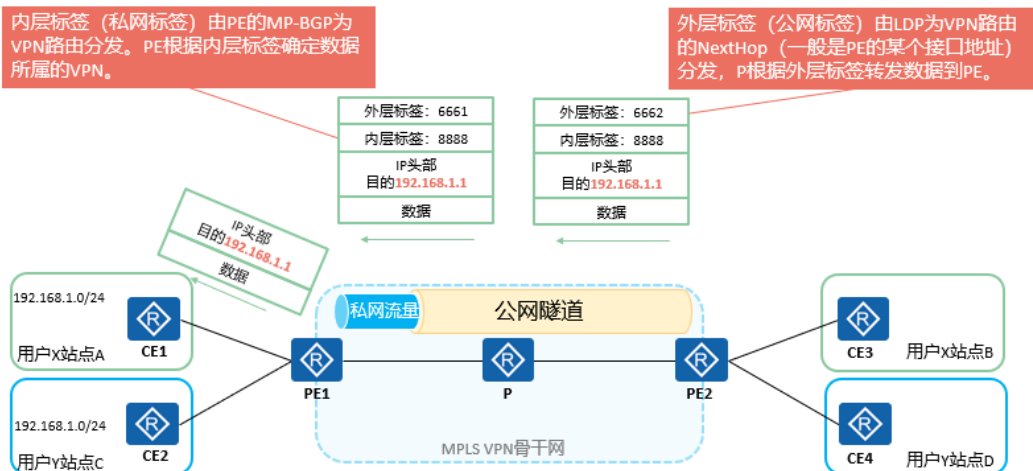 内层标签（私网标签）由PE的MP-BGP为
VPN路由分发。PE根据内层标签确定数据
所属的VPN。
外层标签（公网标签）由LDP为VPN路由
的NextHop（一般是PE的某个接口地址）
分发，P根据外层标签转发数据到PE。
外层标签：6661
内层标签：8888
IP头部
目的192.168.1.1
数据
外层标签：6662
内层标签：8888
IP头部
目的192.168.1.1
数据
IP头部
目的192.168.1.1
数据
192.168.1.0/24
R
CE1
用户X站点A
192.168.1.0/24
R
CE2
用户Y站点C
私网流量
公网隧道
R
PE1
R
P
R
PE2
MPLS VPN骨干网
R
CE3
用户X站点B
R
CE4
用户Y站点D